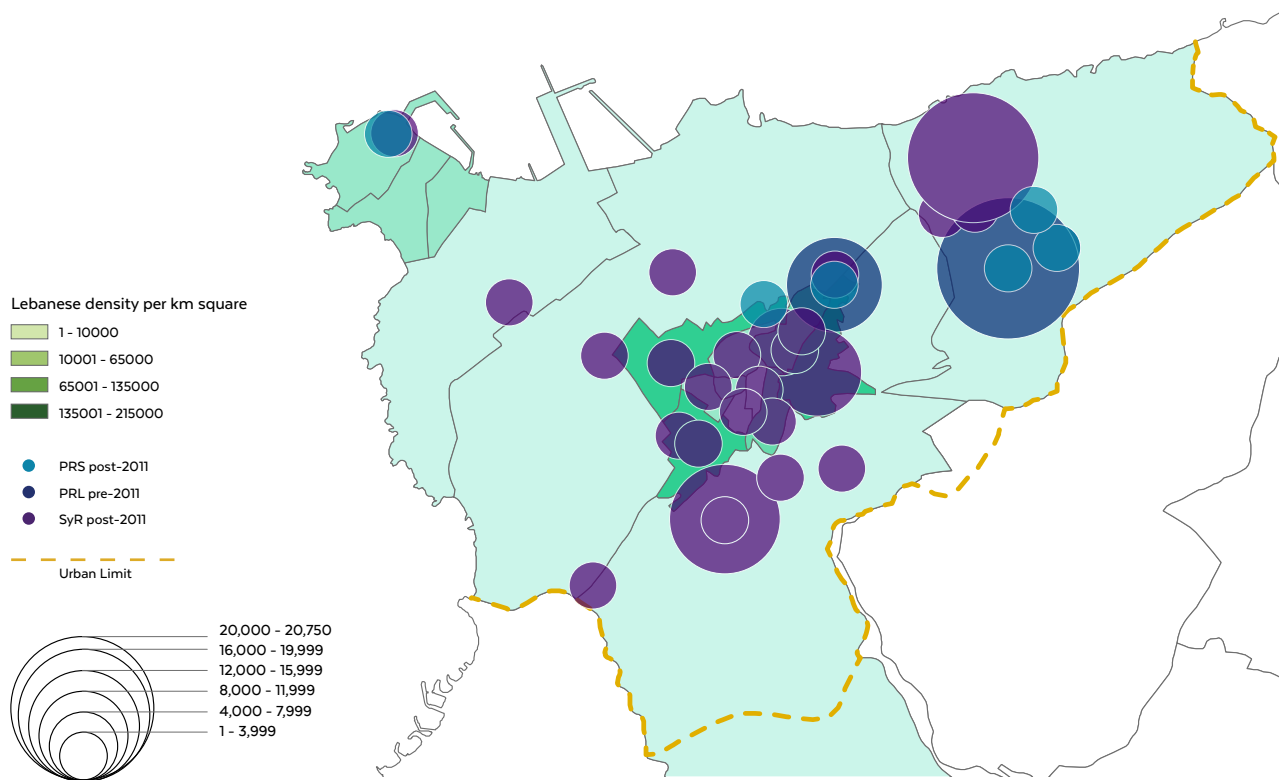 Lebanese density per km square
1 - 10000
10001 - 65000
65001 - 135000
135001 - 215000
PRS post-2011
PRL pre-2011
SyR post-2011
Urban Limit
20,000 - 20,750
16,000 - 19,999
12,000 - 15,999
8,000 - 11,999
4,000 - 7,999
1 - 3,999